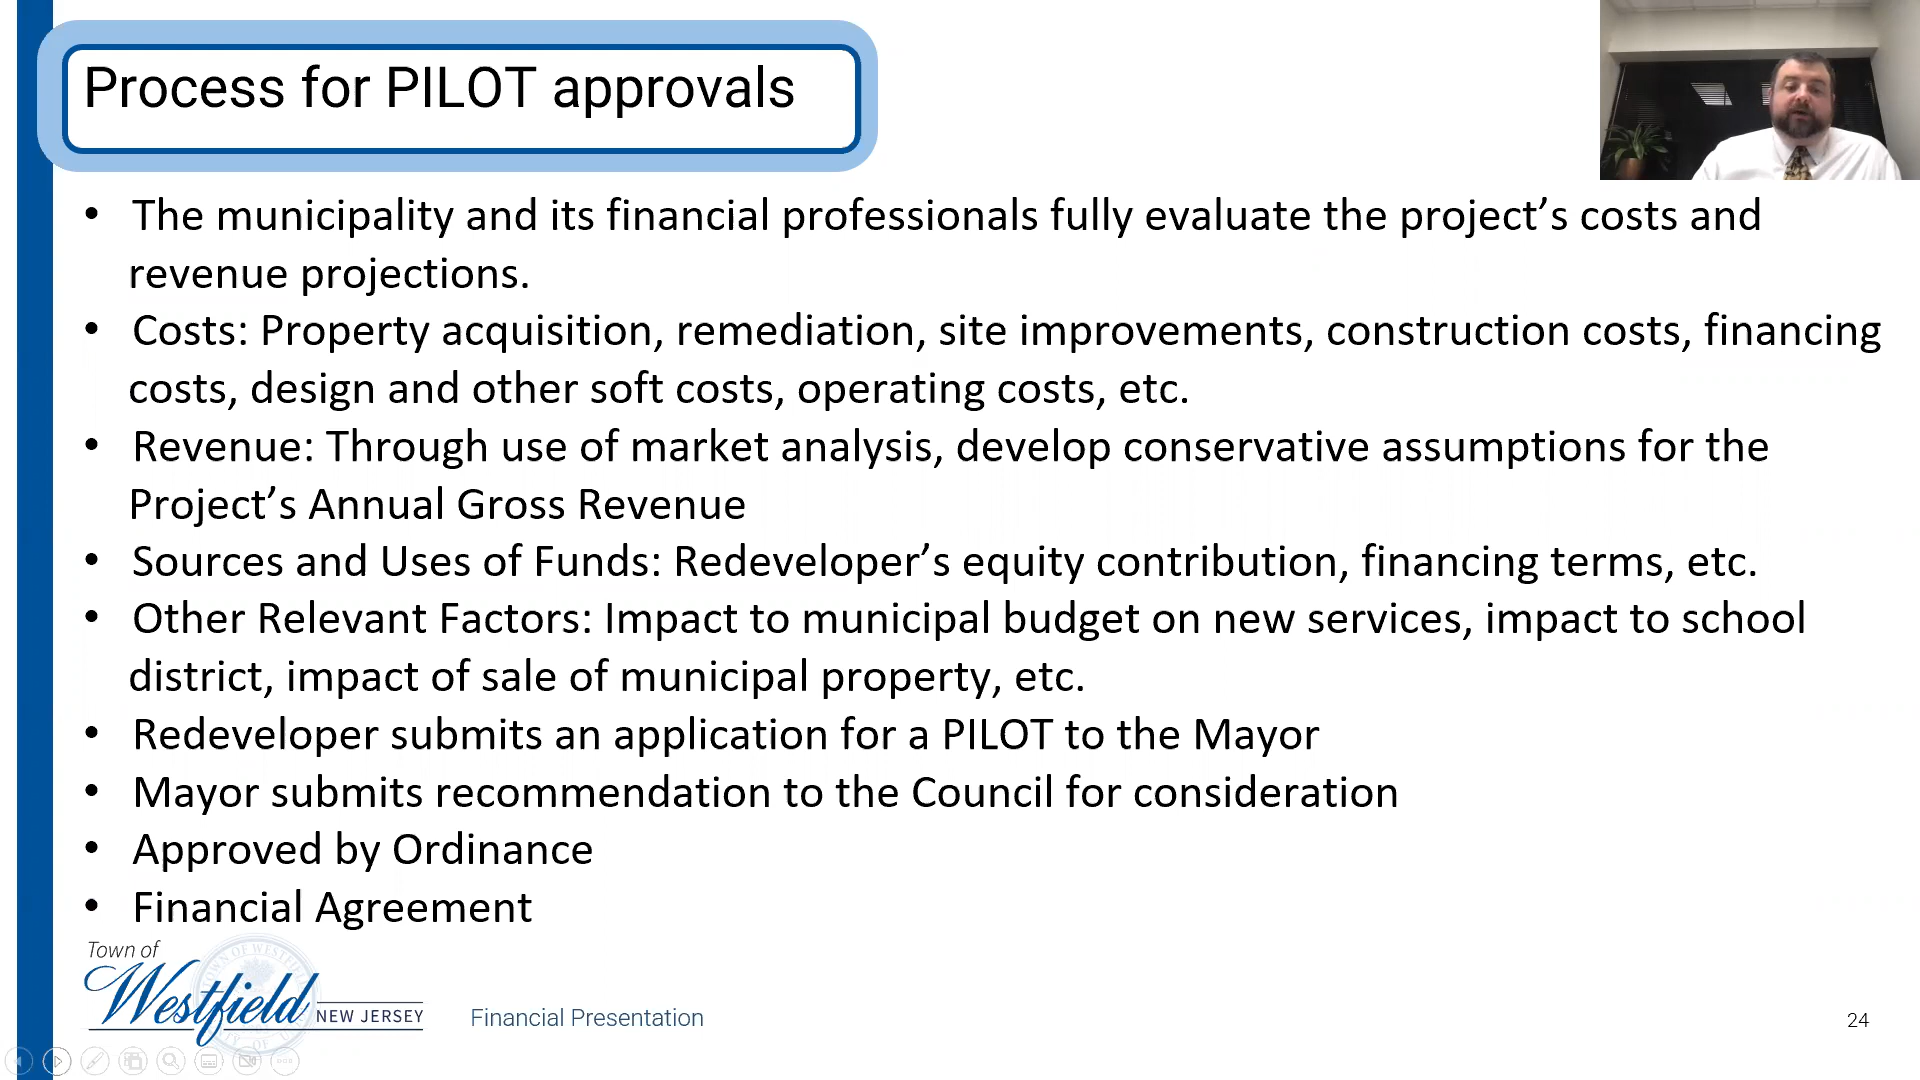 Process for PILOT approvals
• The municipality and its financial professionals fully evaluate the project’s costs and
revenue projections.
• Costs: Property acquisition, remediation, site improvements, construction costs, financing
costs, design and other soft costs, operating costs, etc.
• Revenue: Through use of market analysis, develop conservative assumptions for the
Project’s Annual Gross Revenue
• Sources and Uses of Funds: Redeveloper’s equity contribution, financing terms, etc.
• Other Relevant Factors: Impact to municipal budget on new services, impact to school
district, impact of sale of municipal property, etc.
• Redeveloper submits an application for a PILOT to the Mayor
• Mayor submits recommendation to the Council for consideration
• Approved by Ordinance
• Financial Agreement
Town of
Westfield
NEW JERSEY
Financial Presentation
24